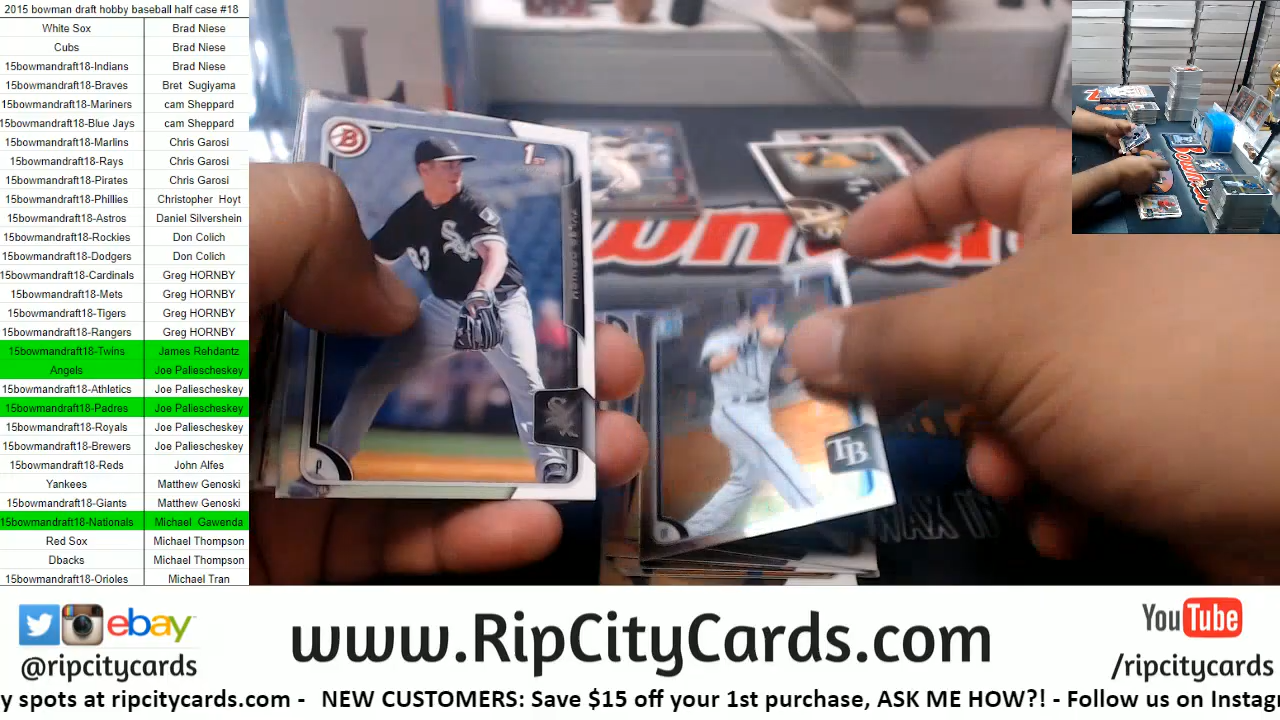 2015 bowman draft hobby baseball half case #18
White Sox Brad Niese
Cubs Brad Niese
15bowmandraft18-Indians Brad Niese
15bowmandraft18-Braves Bret Sugiyama
15bowmandraft18-Mariners cam Sheppard
15bowmandraft18-Blue Jays cam Sheppard
15bowmandraft18-Marlins Chris Garosi
15bowmandraft18-Rays Chris Garosi
15bowmandraft18-Pirates Chris Garosi
15bowmandraft18-Phillies Christopher Hoyt
15bowmandraft18-Astros Daniel Silvershein
15bowmandraft18-Rockies Don Colich
15bowmandraft18-Dodgers Don Colich
15bowmandraft18-Cardinals Greg HORNBY
15bowmandraft18-Mets Greg HORNBY
15bowmandraft18-Tigers Greg HORNBY
15bowmandraft18-Rangers Greg HORNBY
15bowmandraft18-Twins James Rehdantz
Angels Joe Paliescheskey
15bowmandraft18-Athletics Joe Paliescheskey
15bowmandraft18-Padres Joe Paliescheskey
15bowmandraft18-Royals Joe Paliescheskey
15bowmandraft18-Brewers Joe Paliescheskey
15bowmandraft18-Reds John Alfes
Yankees Matthew Genoski
15bowmandraft18-Giants Matthew Genoski
15bowmandraft18-Nationals Michael Gawenda
Red Sox Michael Thompson
Dbacks Michael Thompson
15bowmandraft18-Orioles Michael Tran
B
1st
83
Sox
P
TB
ebay
@ripcitycards
www.RipCityCards.com
YouTube
/ripcitycards
y spots at ripcitycards.com - NEW CUSTOMERS: Save $15 off your 1st purchase, ASK ME HOW?! - Follow us on Instag